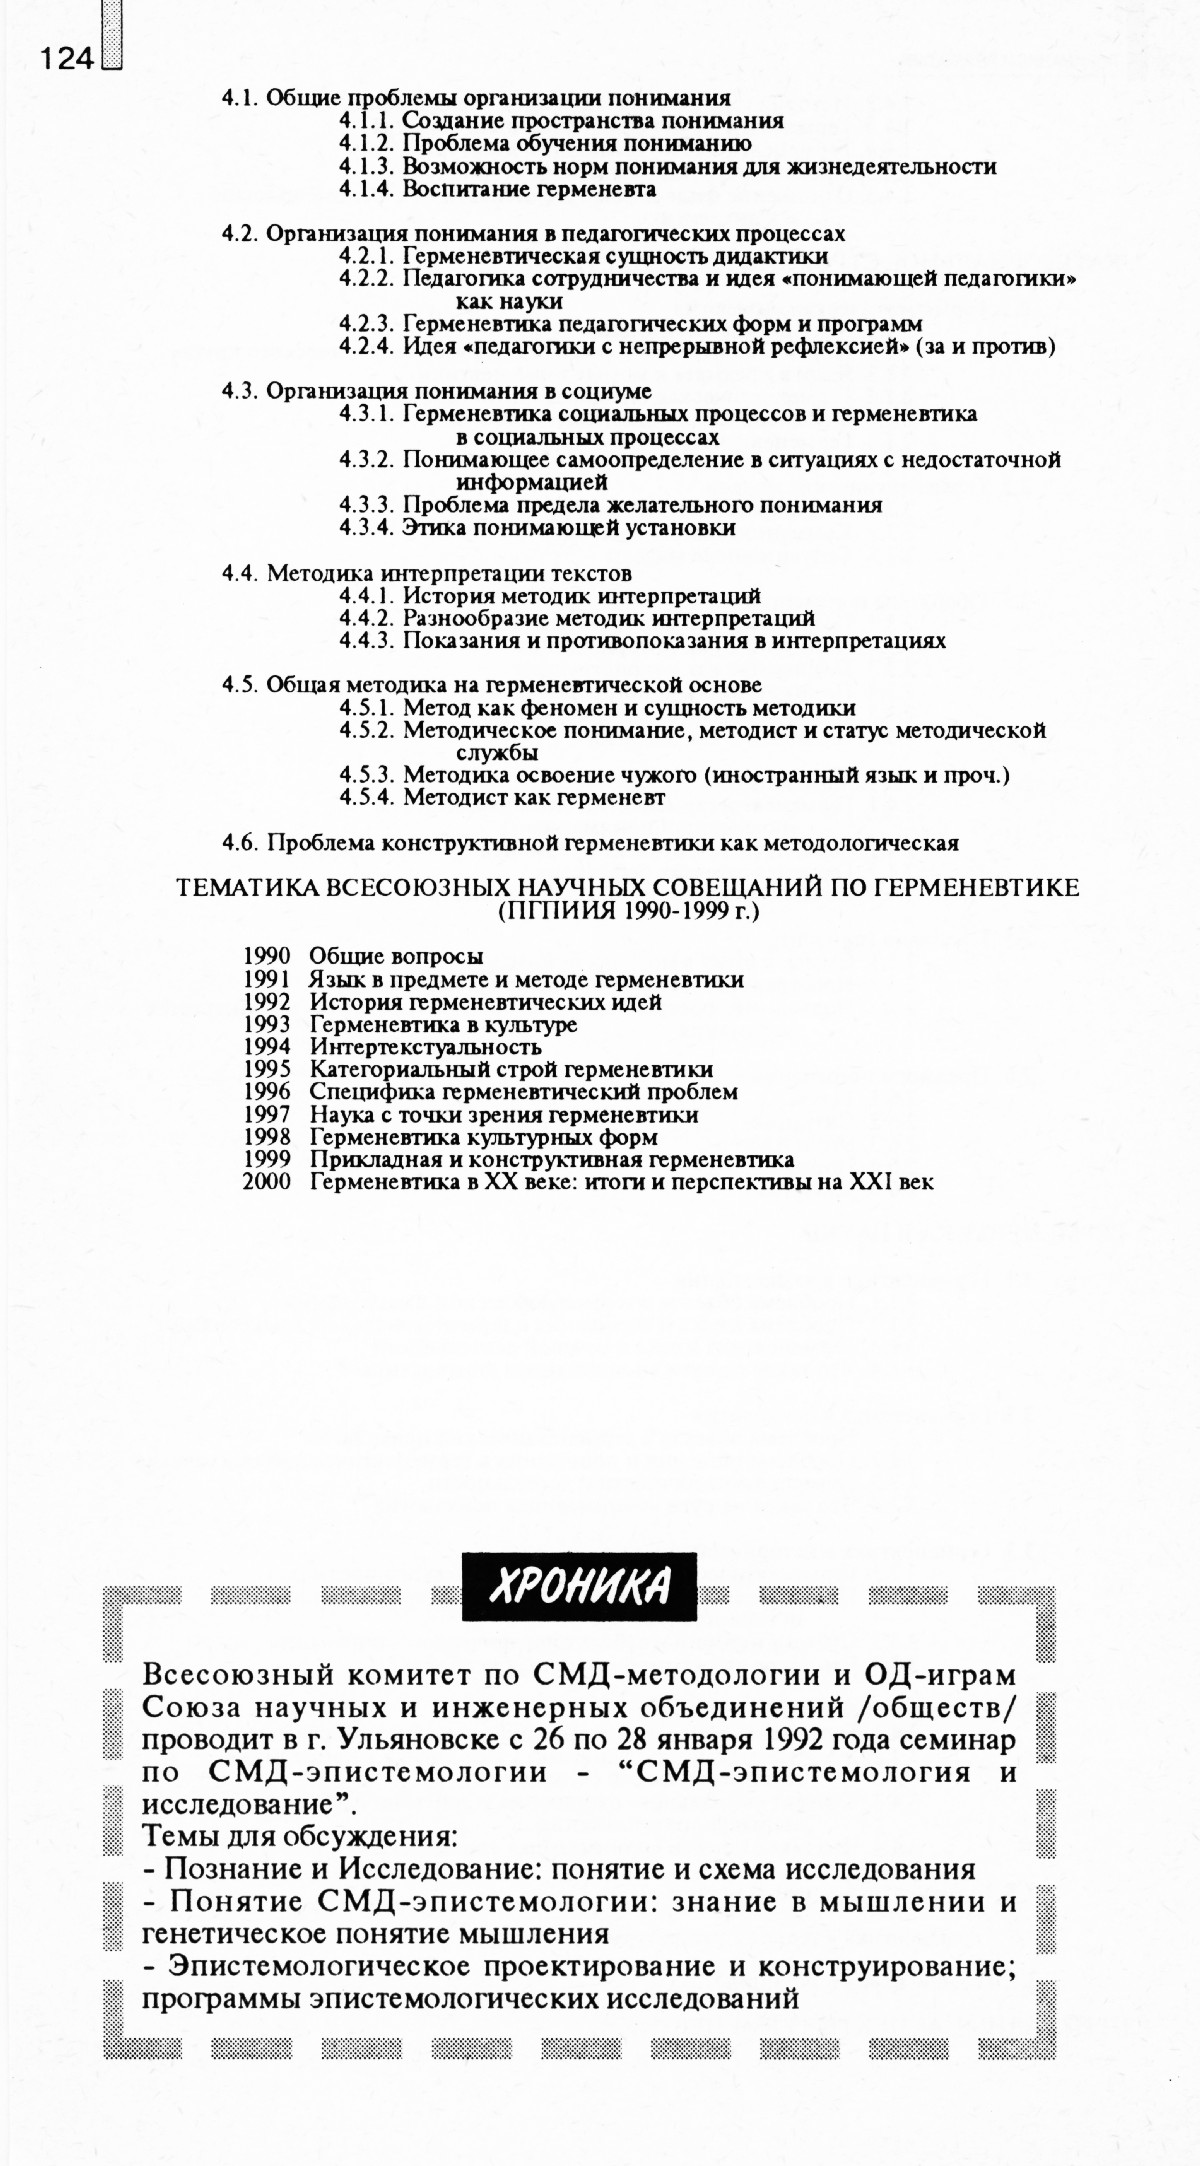 124
4.1. Общие проблемы организации понимания
4.1.1. Создание пространства понимания
4.1.2. Проблема обучения пониманию
4.1.3. Возможность норм понимания для жизнедеятельности
4.1.4. Воспитание герменевта
4.2. Организация понимания в педагогических процессах
4.2.1. Герменевтическая сущность дидактики
4.2.2. Педагогика сотрудничества и идея «понимающей педагогики»
как науки
4.2.3. Герменевтика педагогических форм и программ
4.2.4. Идея «педагогики с непрерывной рефлексией» (за и против)
4.3. Организация понимания в социуме
4.3.1. Герменевтика социальных процессов и герменевтика
в социальных процессах
4.3.2. Понимающее самоопределение в ситуациях с недостаточной
информацией
4.3.3. Проблема предела желательного понимания
4.3.4. Этика понимающей установки
4.4. Методика интерпретации текстов
4.4.1. История методик интерпретаций
4.4.2. Разнообразие методик интерпретаций
4.4.3. Показания и противопоказания в интерпретациях
4.5. Общая методика на герменевтической основе
4.5.1. Метод как феномен и сущность методики
4.5.2. Методическое понимание, методист и статус методической
службы
4.5.3. Методика освоение чужого (иностранный язык и проч.)
4.5.4. Методист как герменевт
4.6. Проблема конструктивной герменевтики как методологическая
ТЕМАТИКА ВСЕСОЮЗНЫХ НАУЧНЫХ СОВЕЩАНИЙ ПО ГЕРМЕНЕВТИКЕ
(ПГПИИЯ 1990-1999 г.)
1990 Общие вопросы
1991 Язык в предмете и методе герменевтики
1992 История герменевтических идей
1993 Герменевтика в культуре
1994 Интертекстуальность
1995 Категориальный строй герменевтики
1996 Специфика герменевтический проблем
1997 Наука с точки зрения герменевтики
1998 Герменевтика культурных форм
1999 Прикладная и конструктивная герменевтика
2000 Герменевтика в XX веке: итоги и перспективы на XXI век
ХРОНИКА
Всесоюзный комитет по СМД-методологии и ОД-играм
Союза научных и инженерных объединений /обществ/
проводит в г. Ульяновске с 26 по 28 января 1992 года семинар
по СМД-эпистемологии - “СМД-эпистемология и
исследование”.
Темы для обсуждения:
- Познание и Исследование: понятие и схема исследования
- Понятие СМД-эпистемологии: знание в мышлении и
генетическое понятие мышления
- Эпистемологическое проектирование и конструирование;
программы эпистемологических исследований